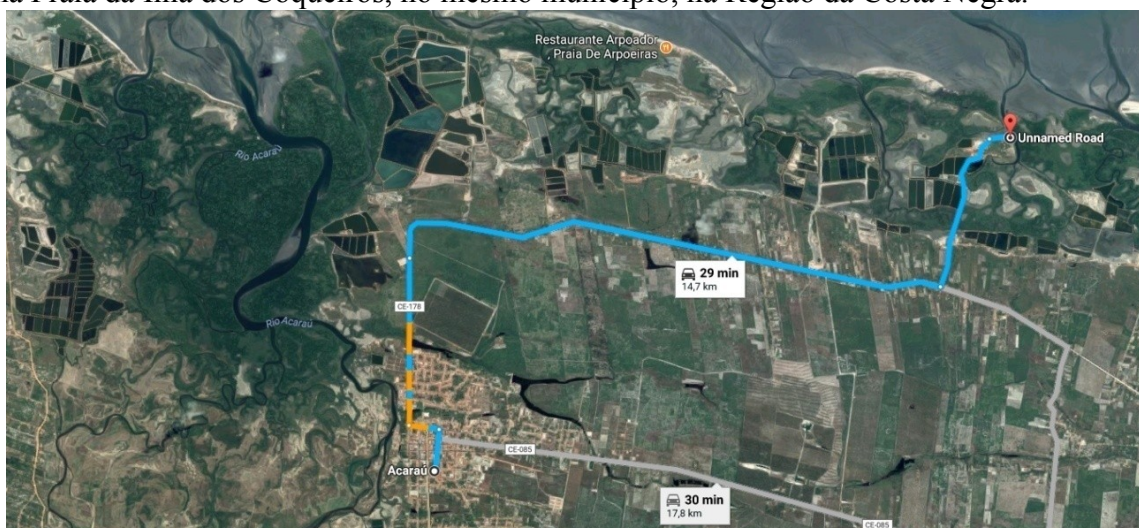 na Praia da Ilha dos Coqueiros, no mesmo município, na Região da Costa Negra.
Restaurante Arpoador
, Praia De Arpoeiras
Unnamed Road
Rio Acaraú
29 min
14,7 km
CE-178
Rio Acaraú
CE-085
Acaraú
30 min
17,8 km
CE-085